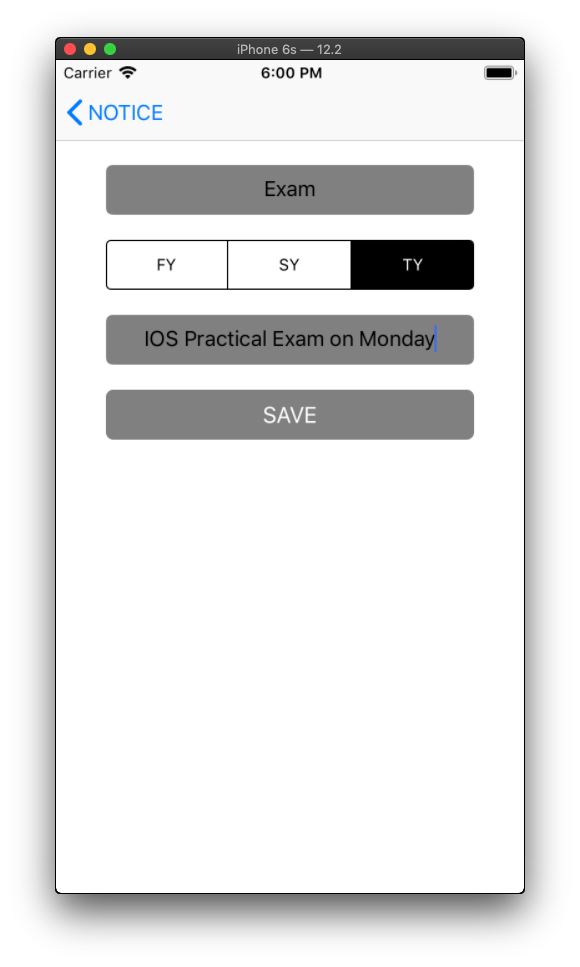 iPhone 6s — 12.2
Carrier 6:00 PM
NOTICE
Exam
FY SY TY
IOS Practical Exam on Monday
SAVE